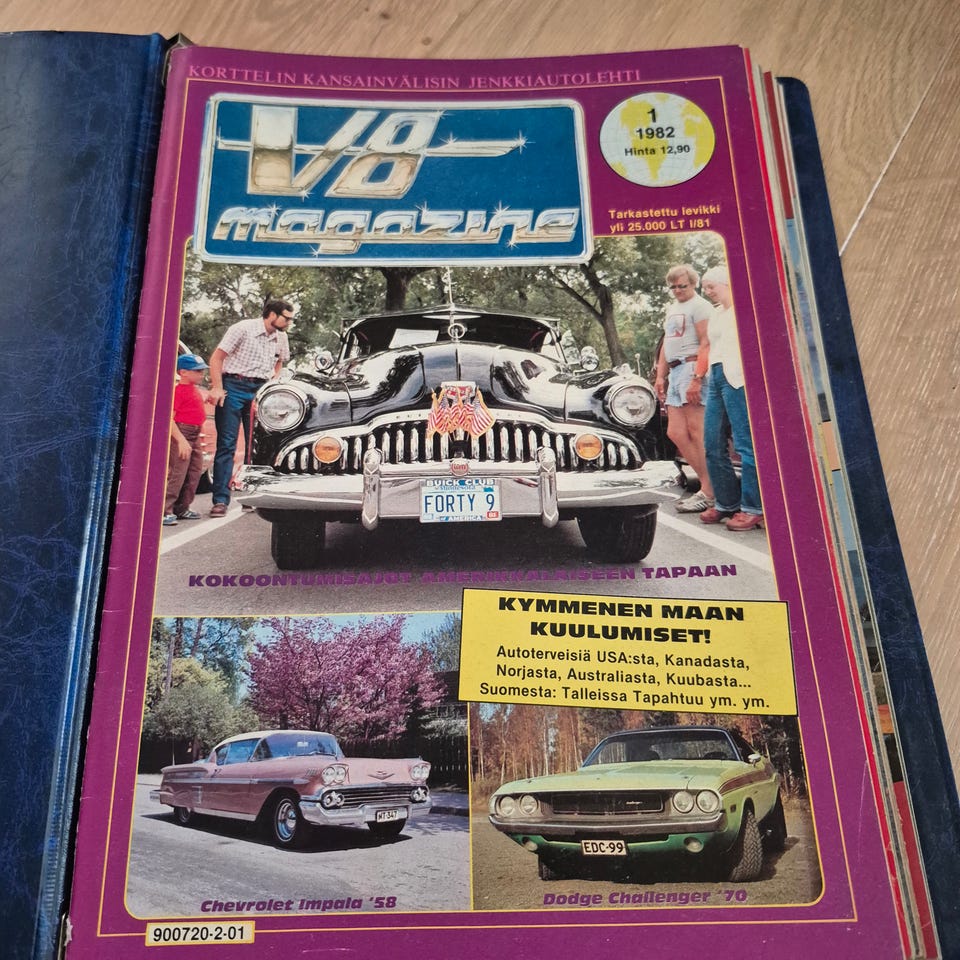 KORTTELIN KANSAINVÄLISIN JENKKIAUTOLEHTI
V8
magazine
1
1982
Hinta 12,90
Tarkastettu levikki
yli 25.000 LT I/81
BUICK CLUB
Minnesota
FORTY 9
OF AMERICA
KOKOONTUMISAJOT AMERIKKALAISEEN TAPAAN
KYMMENEN MAAN
KUULUMISET!
Autoterveisiä USA:sta, Kanadasta,
Norjasta, Australiasta, Kuubasta...
Suomesta: Talleissa Tapahtuu ym. ym.
MT-347
EDC-99
Chevrolet Impala '58
Dodge Challenger '70
900720-2-01